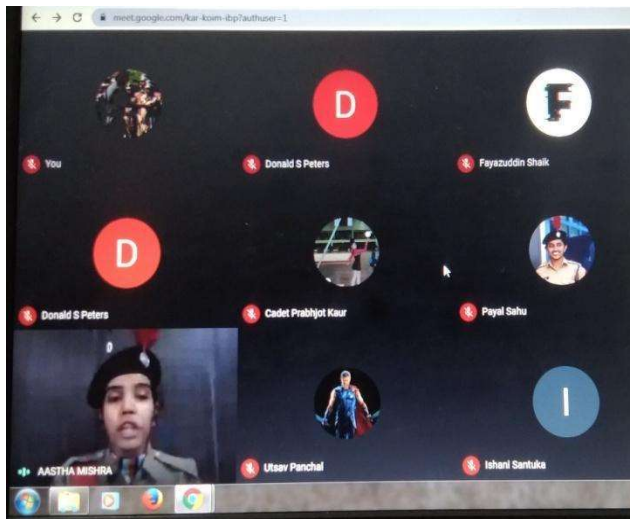 meet.google.com/kar-koim-ibp?authuser=1
D
F
You
Donald S Peters
Fayazuddin Shaik
D
Donald S Peters
Cadet Prabhjot Kaur
Payal Sahu
I
AASTHA MISHRA
Utsav Panchal
Ishani Santuka